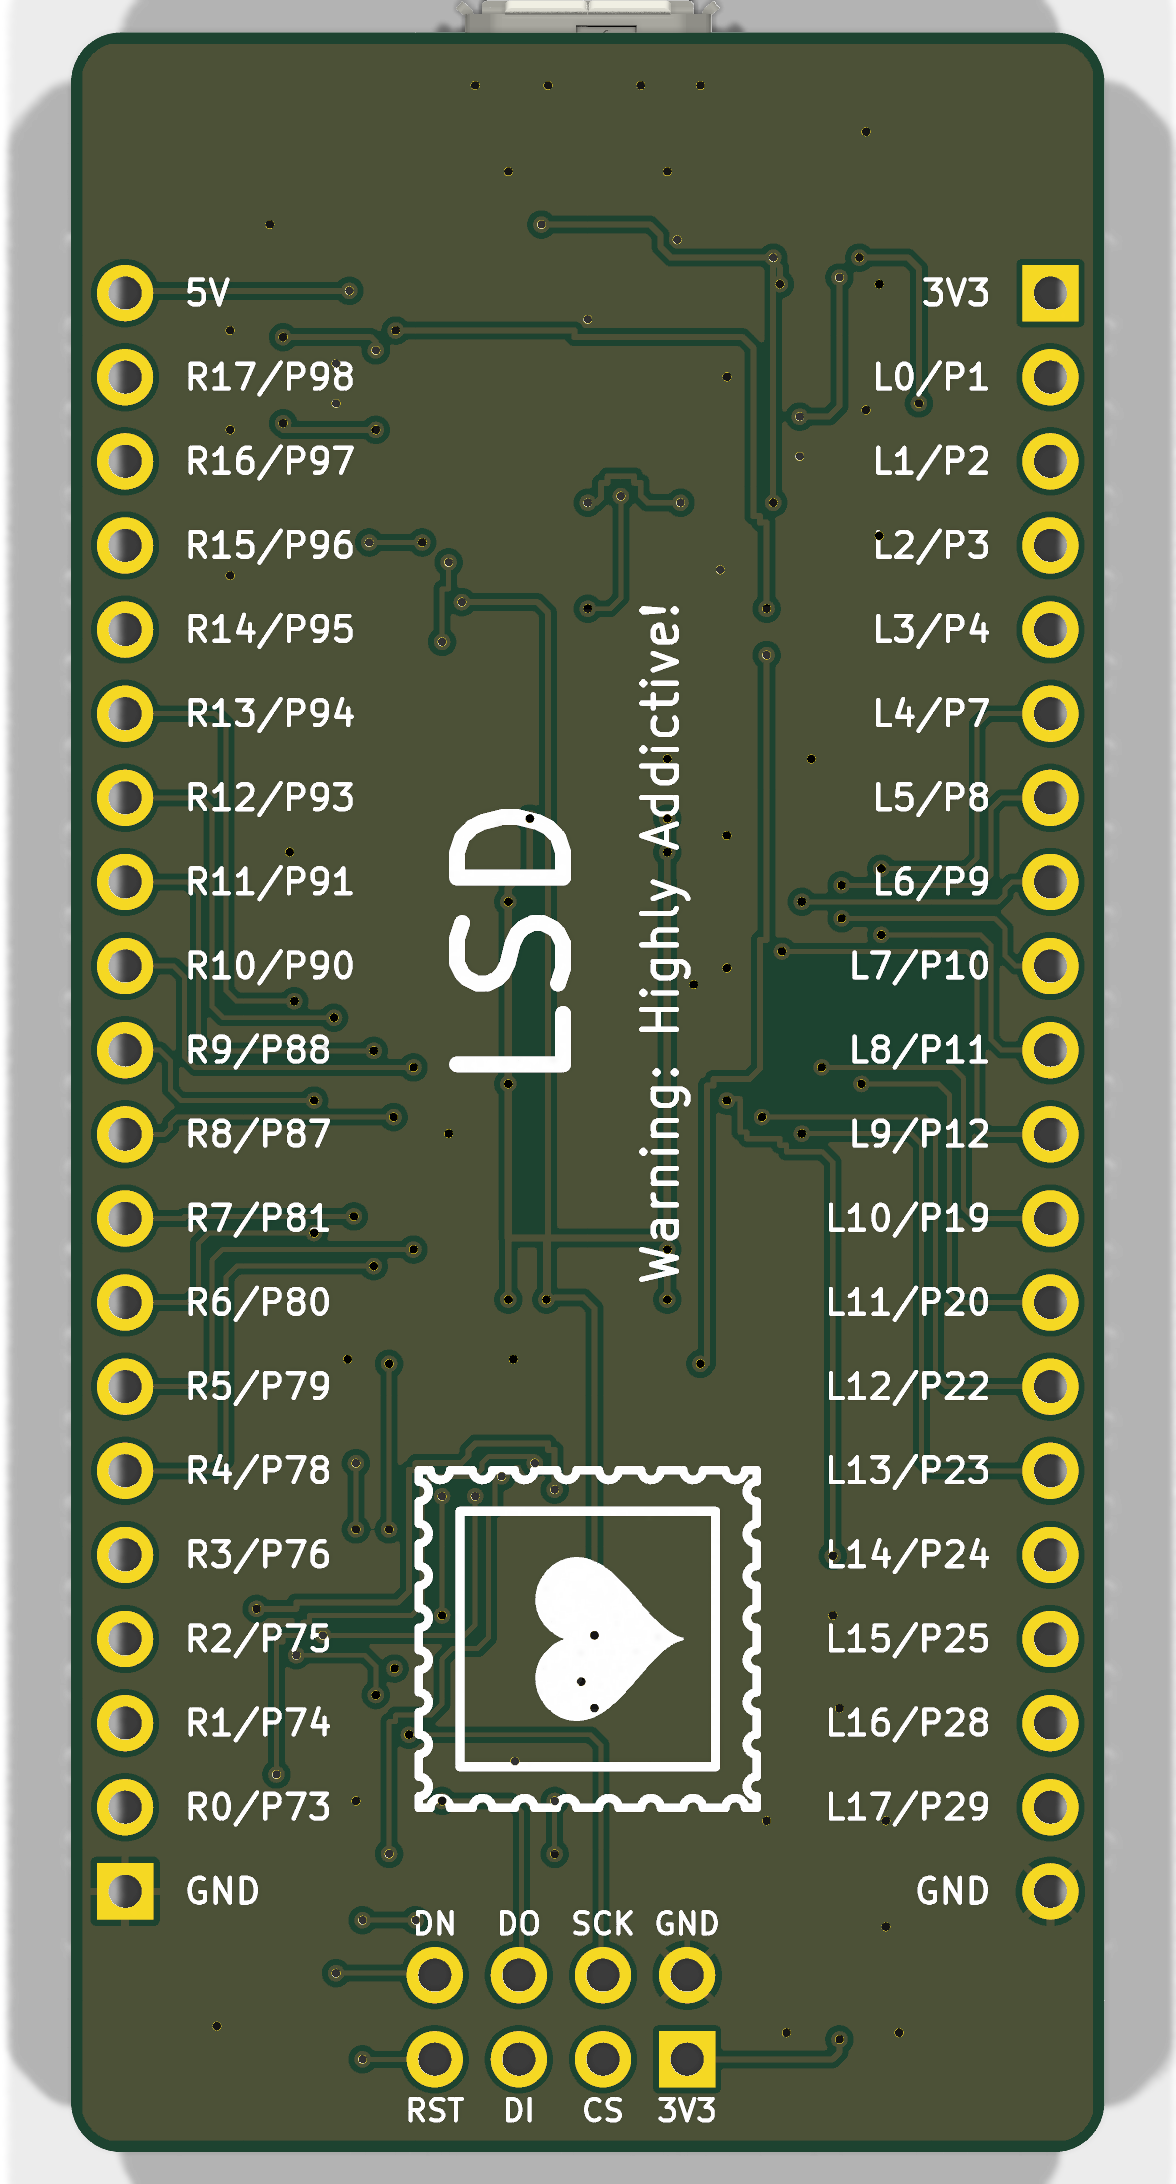 5V
3V3
R17/P98
L0/P1
R16/P97
L1/P2
R15/P96
L2/P3
R14/P95
L3/P4
R13/P94
L4/P7
R12/P93
L5/P8
R11/P91
L6/P9
R10/P90
L7/P10
R9/P88
L8/P11
R8/P87
L9/P12
R7/P81
L10/P19
R6/P80
L11/P20
R5/P79
L12/P22
R4/P78
L13/P23
R3/P76
L14/P24
R2/P75
L15/P25
R1/P74
L16/P28
R0/P73
L17/P29
GND
GND
LSD
Warning: Highly Addictive!
DN DO SCK GND
RST DI CS 3V3